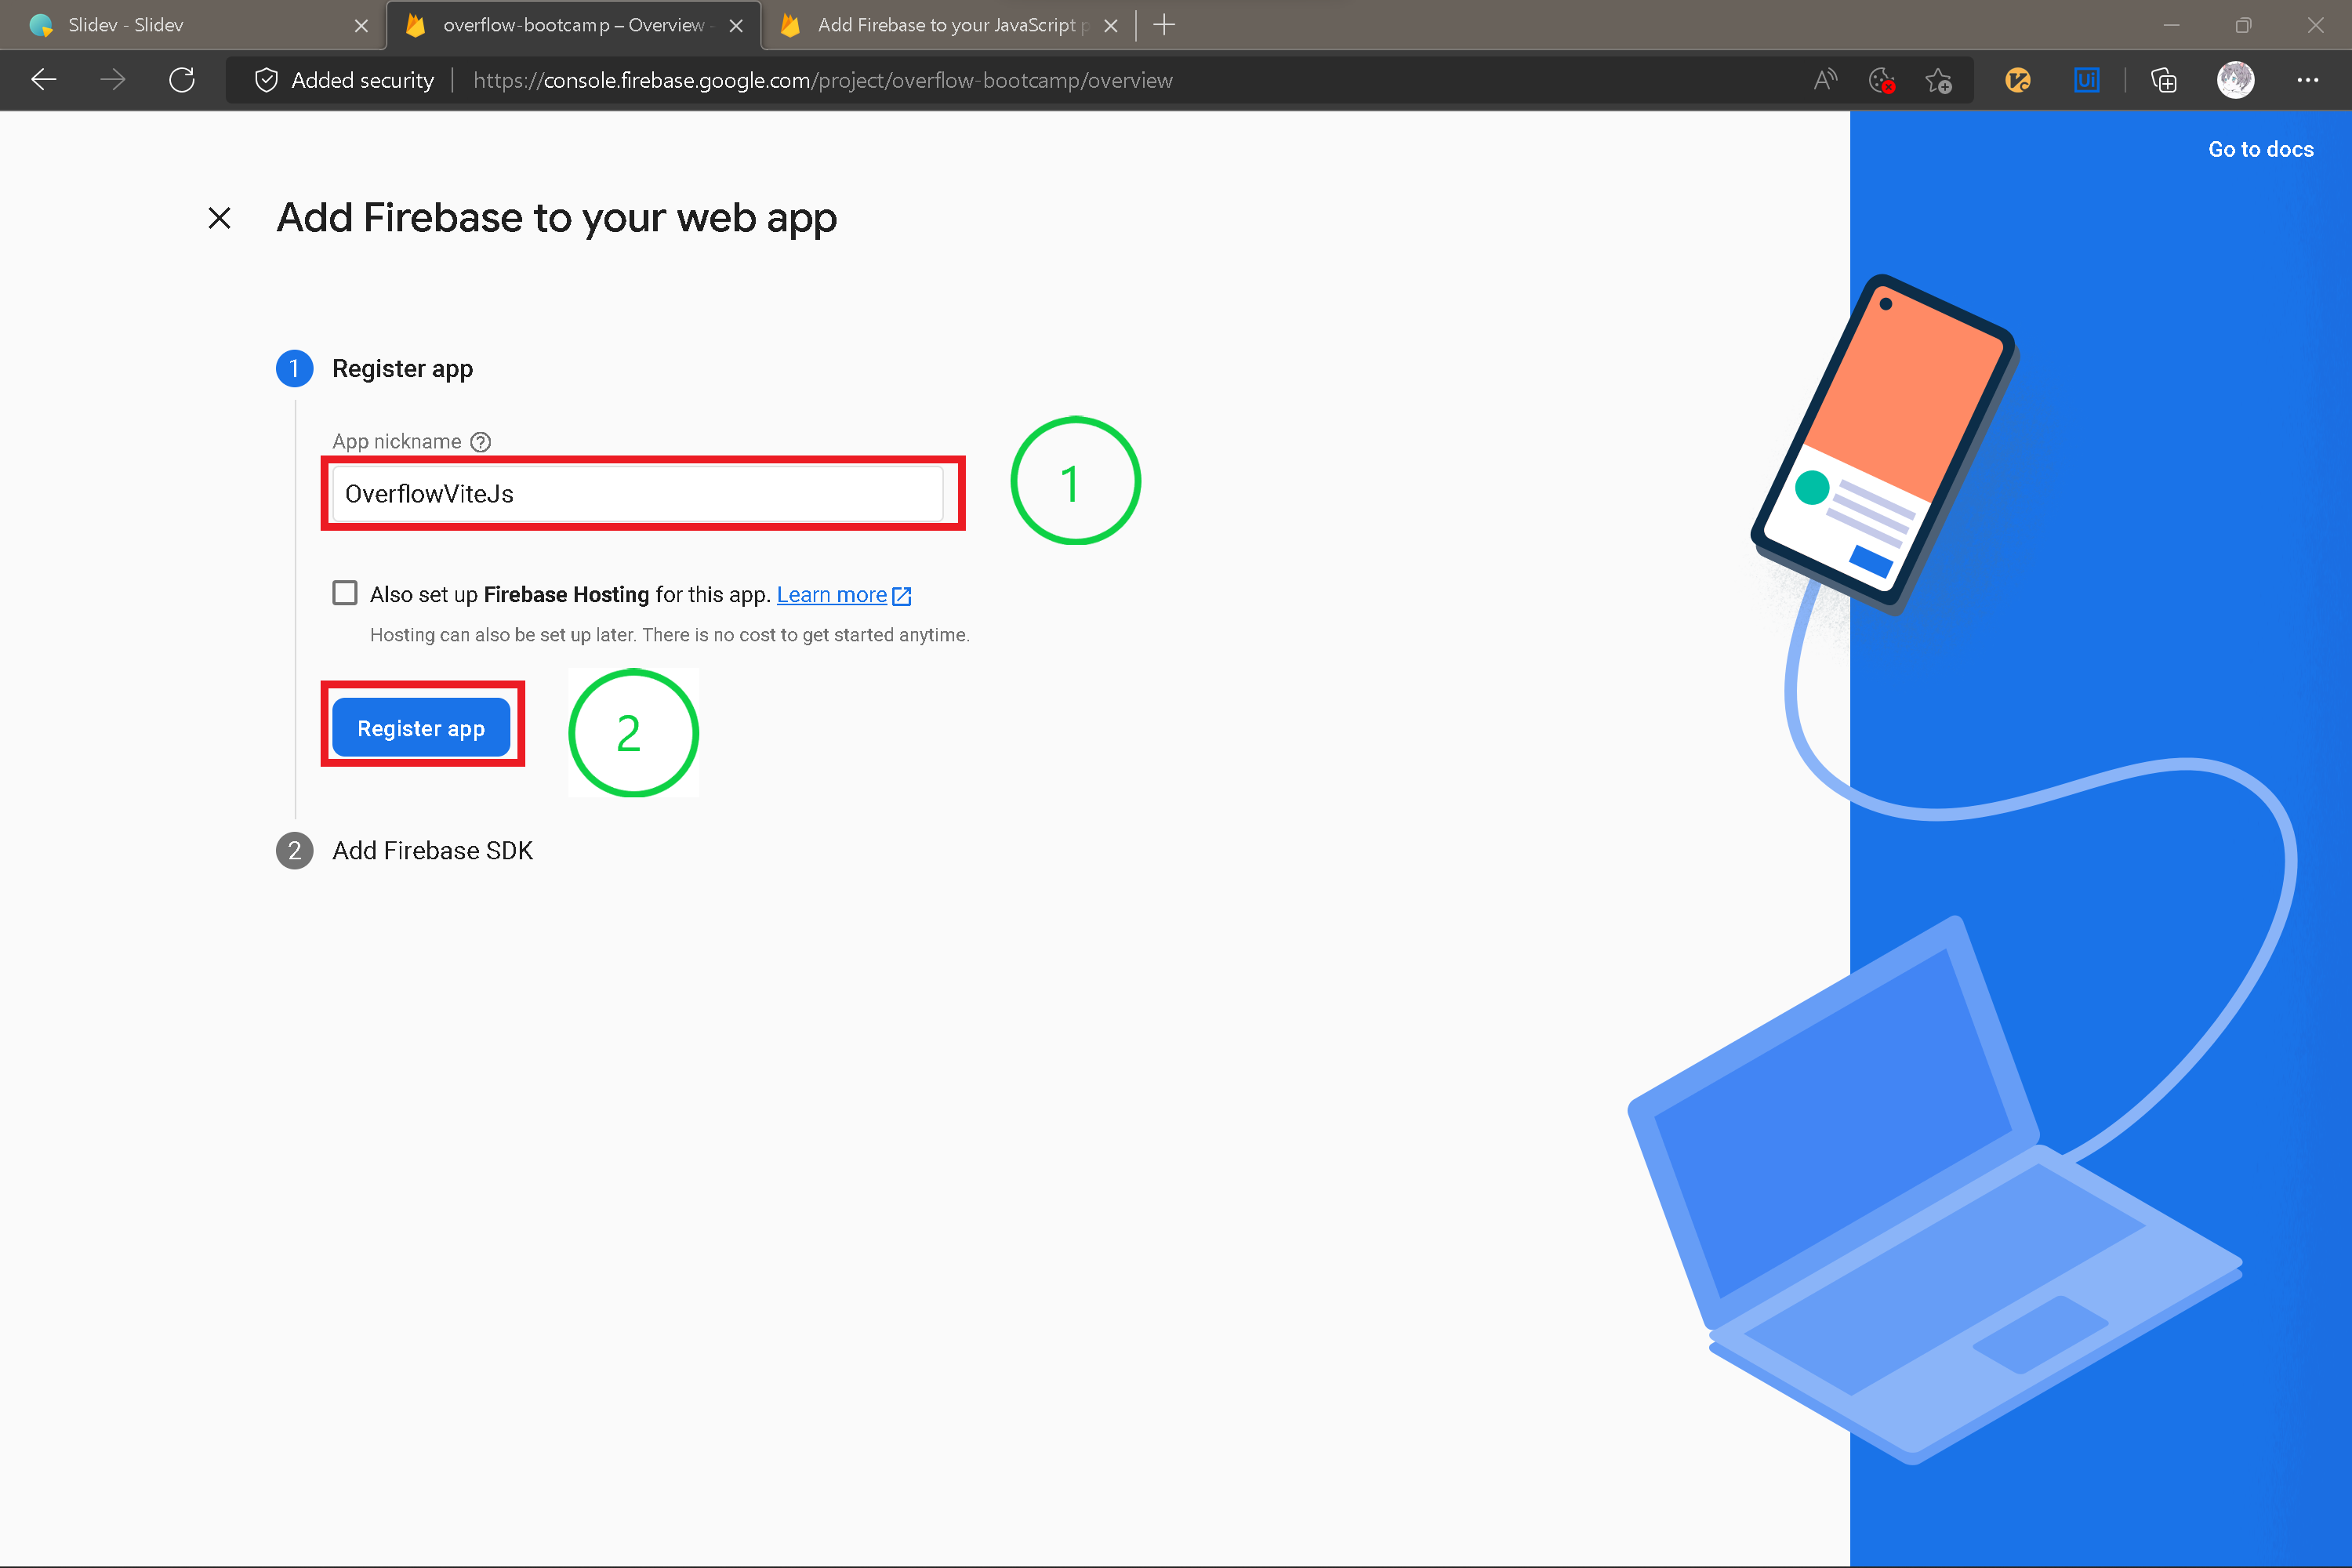 Slidev - Slidev
overflow-bootcamp – Overview -
Add Firebase to your JavaScript p
Added security
https://console.firebase.google.com/project/overflow-bootcamp/overview
Go to docs
Add Firebase to your web app
1 Register app
App nickname ?
OverflowViteJs
1
Also set up Firebase Hosting for this app. Learn more
Hosting can also be set up later. There is no cost to get started anytime.
Register app
2
2 Add Firebase SDK